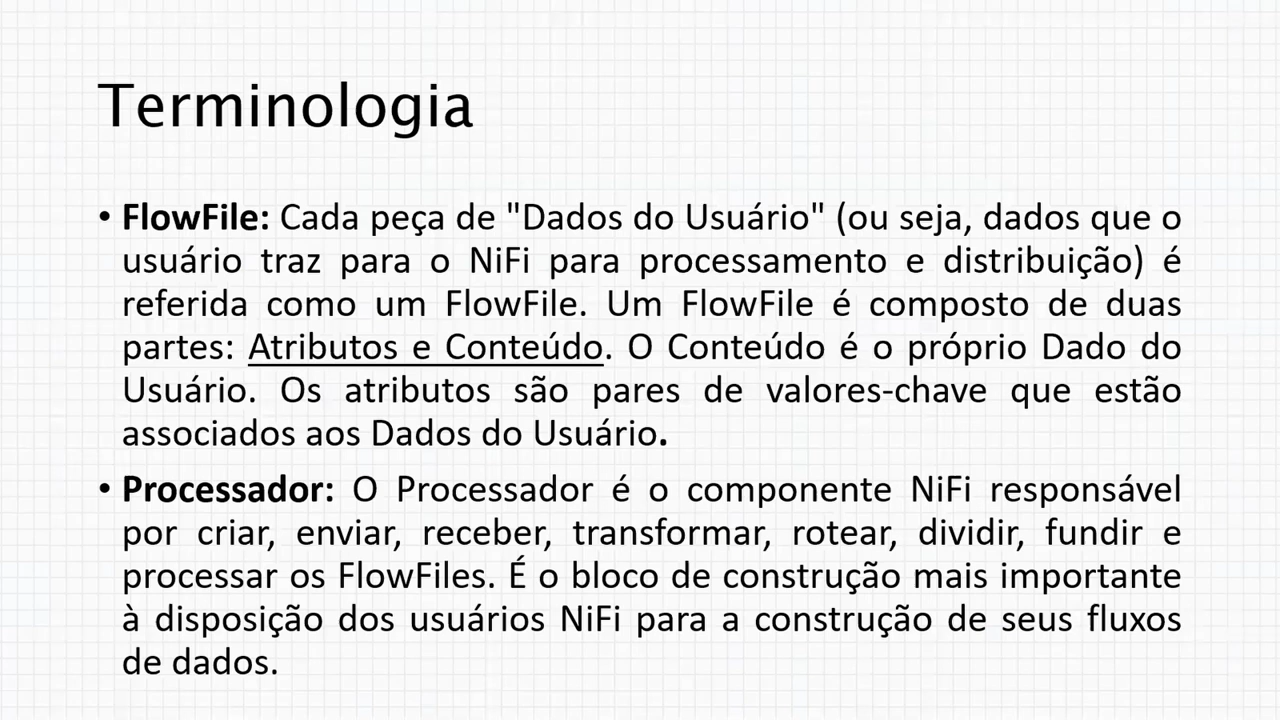 Terminologia
• FlowFile: Cada peça de "Dados do Usuário" (ou seja, dados que o
usuário traz para o NiFi para processamento e distribuição) é
referida como um FlowFile. Um FlowFile é composto de duas
partes: Atributos e Conteúdo. O Conteúdo é o próprio Dado do
Usuário. Os atributos são pares de valores-chave que estão
associados aos Dados do Usuário.
• Processador: O Processador é o componente NiFi responsável
por criar, enviar, receber, transformar, rotear, dividir, fundir e
processar os FlowFiles. É o bloco de construção mais importante
à disposição dos usuários NiFi para a construção de seus fluxos
de dados.